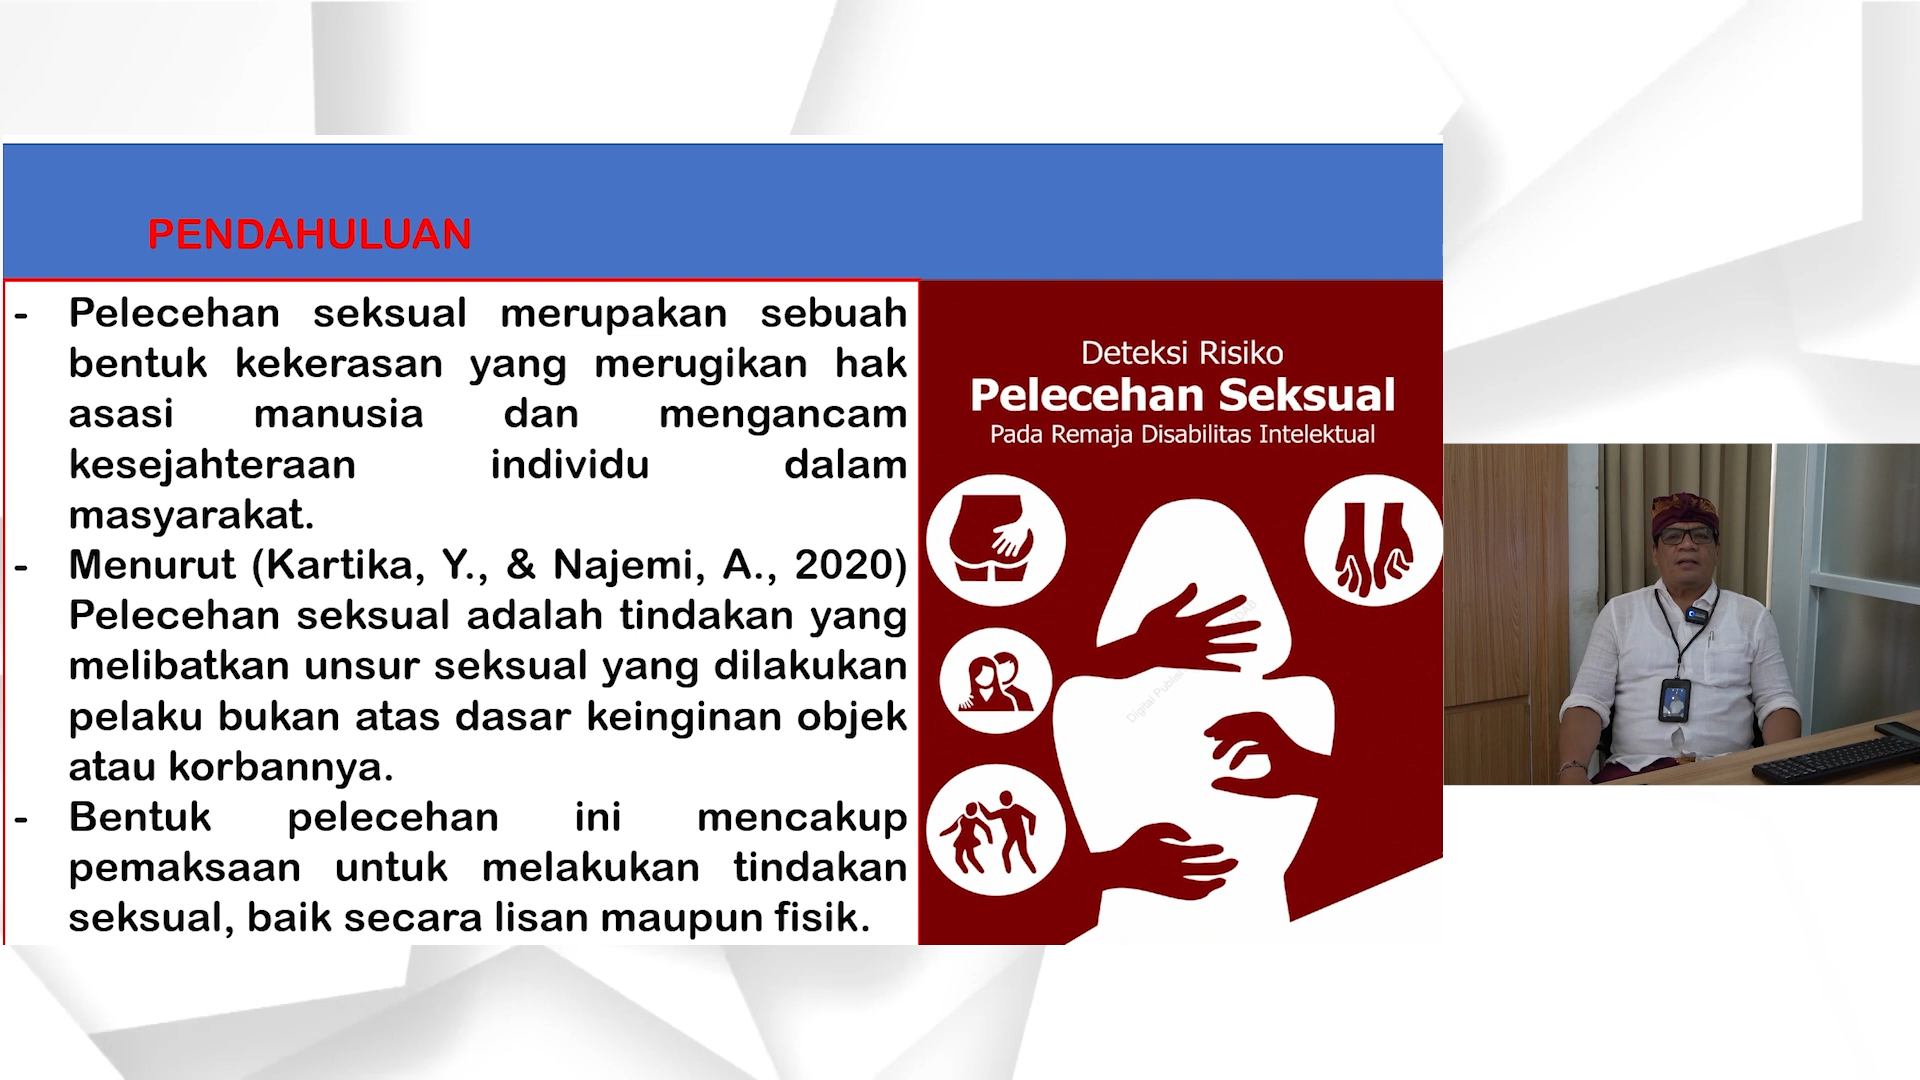 PENDAHULUAN
- Pelecehan seksual merupakan sebuah
bentuk kekerasan yang merugikan hak
asasi manusia dan mengancam
kesejahteraan individu dalam
masyarakat.
- Menurut (Kartika, Y., & Najemi, A., 2020)
Pelecehan seksual adalah tindakan yang
melibatkan unsur seksual yang dilakukan
pelaku bukan atas dasar keinginan objek
atau korbannya.
- Bentuk pelecehan ini mencakup
pemaksaan untuk melakukan tindakan
seksual, baik secara lisan maupun fisik.
Deteksi Risiko
Pelecehan Seksual
Pada Remaja Disabilitas Intelektual